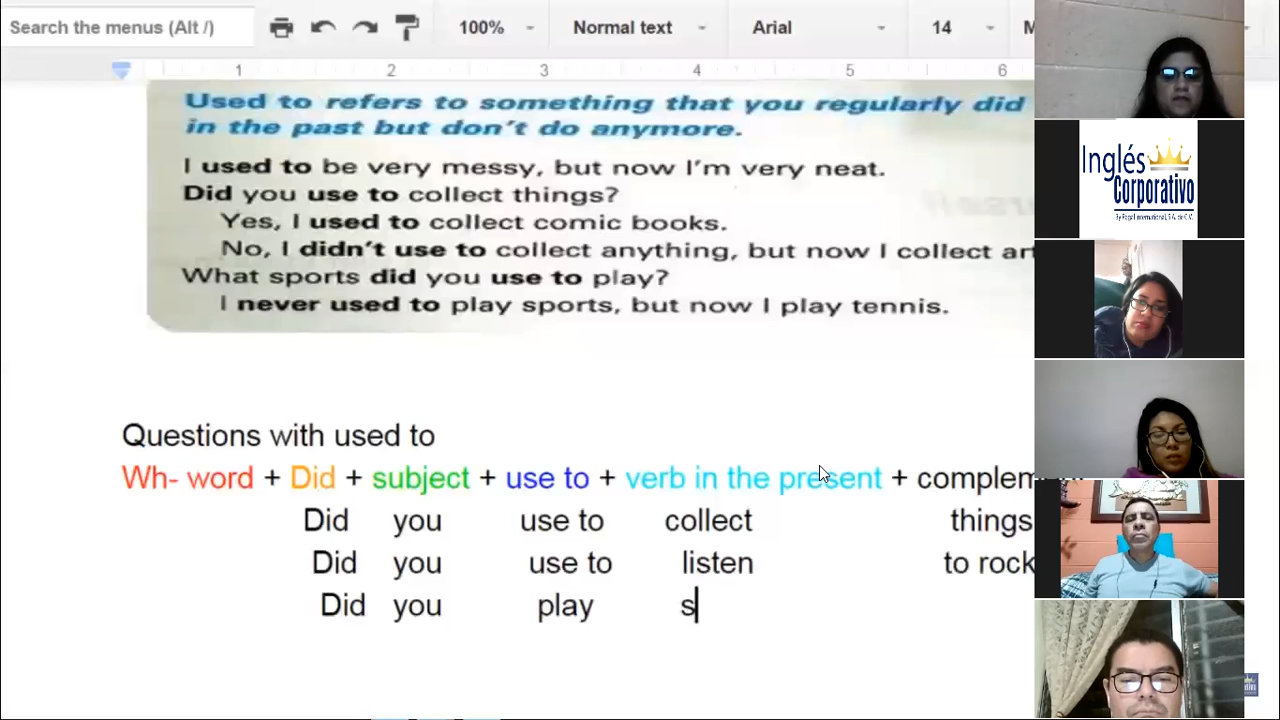 Search the menus (Alt /) 100% Normal text Arial 14
1 2 3 4 5 6
Used to refers to something that you regularly did
in the past but don't do anymore.
I used to be very messy, but now I'm very neat.
Did you use to collect things?
Yes, I used to collect comic books.
No, I didn't use to collect anything, but now I collect
What sports did you use to play?
I never used to play sports, but now I play tennis.
Questions with used to
Wh- word + Did + subject + use to + verb in the present +
Did you use to collect things
Did you use to listen to rock
Did you play s
Inglés
Corporativo